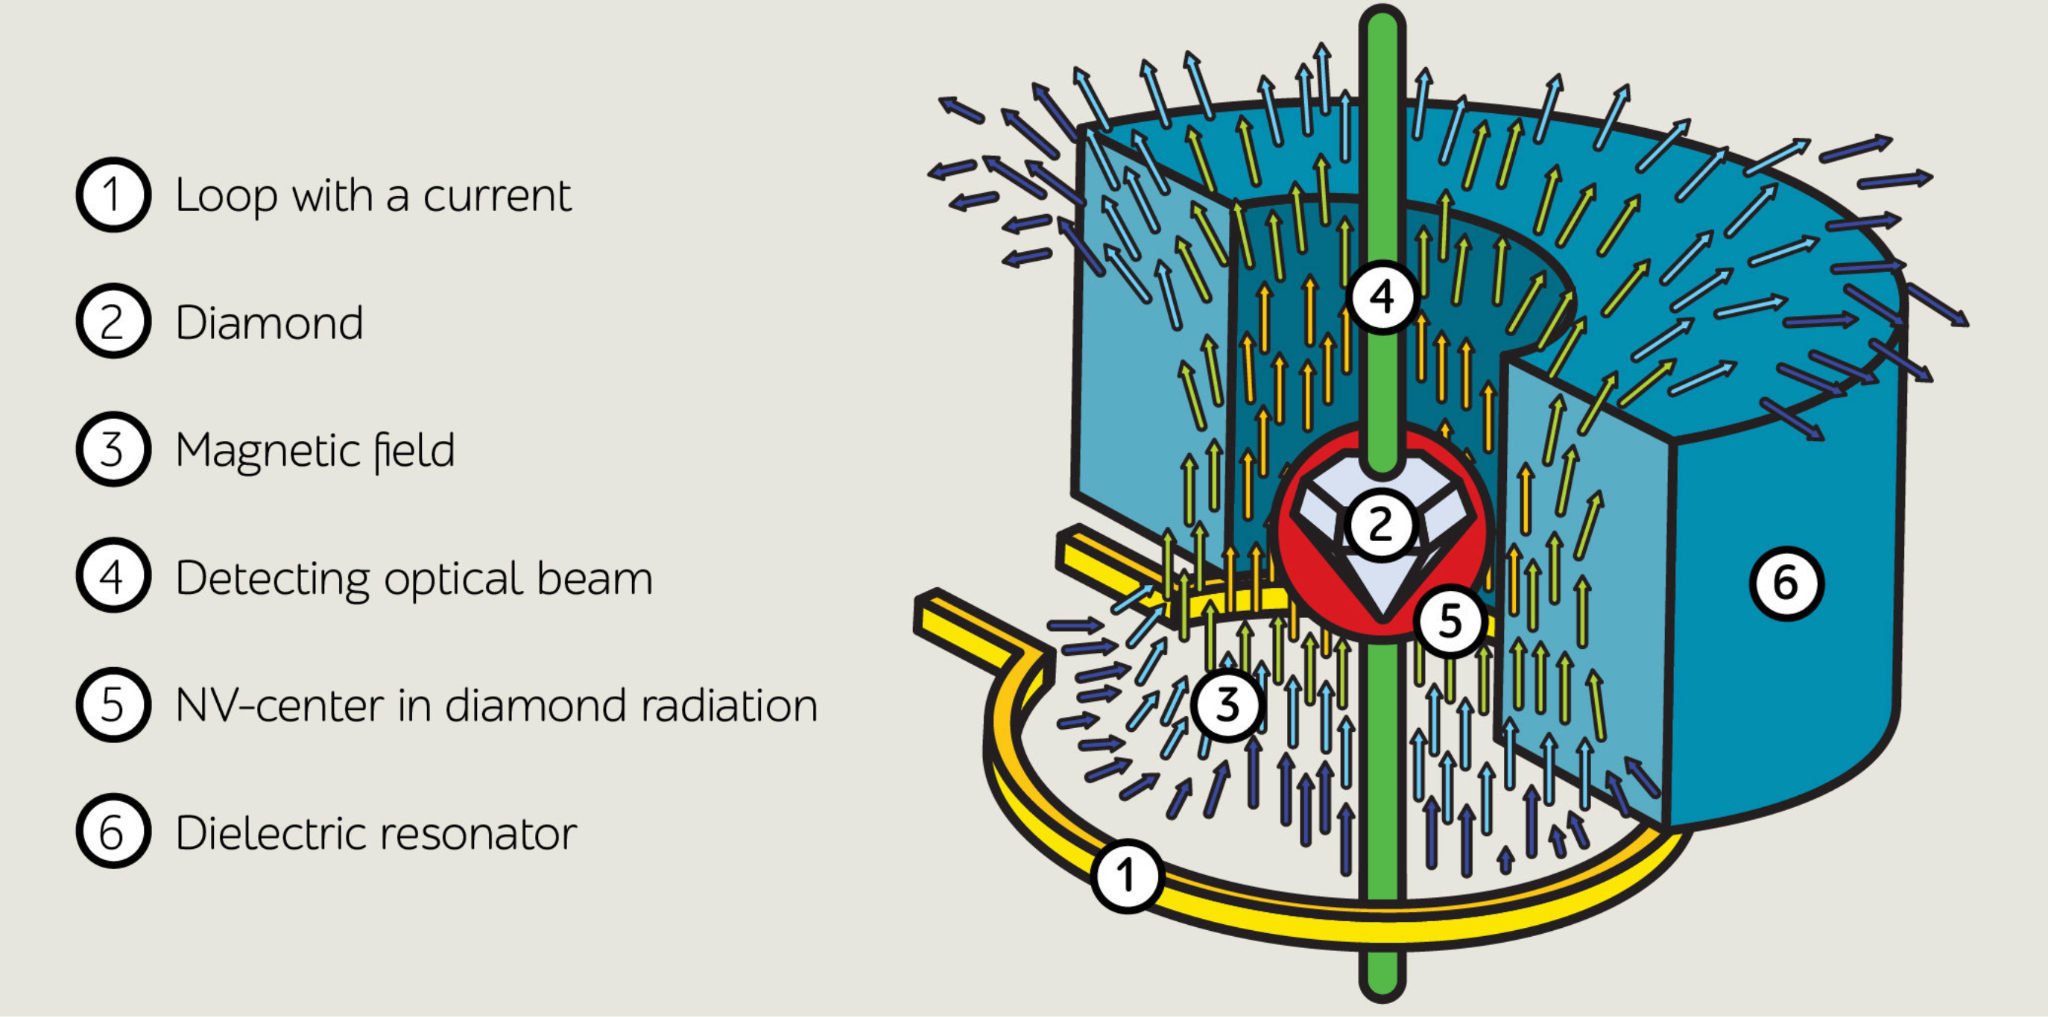 1 Loop with a current
2 Diamond
3 Magnetic field
4 Detecting optical beam
5 NV-center in diamond radiation
6 Dielectric resonator
4
2
5
6
3
1